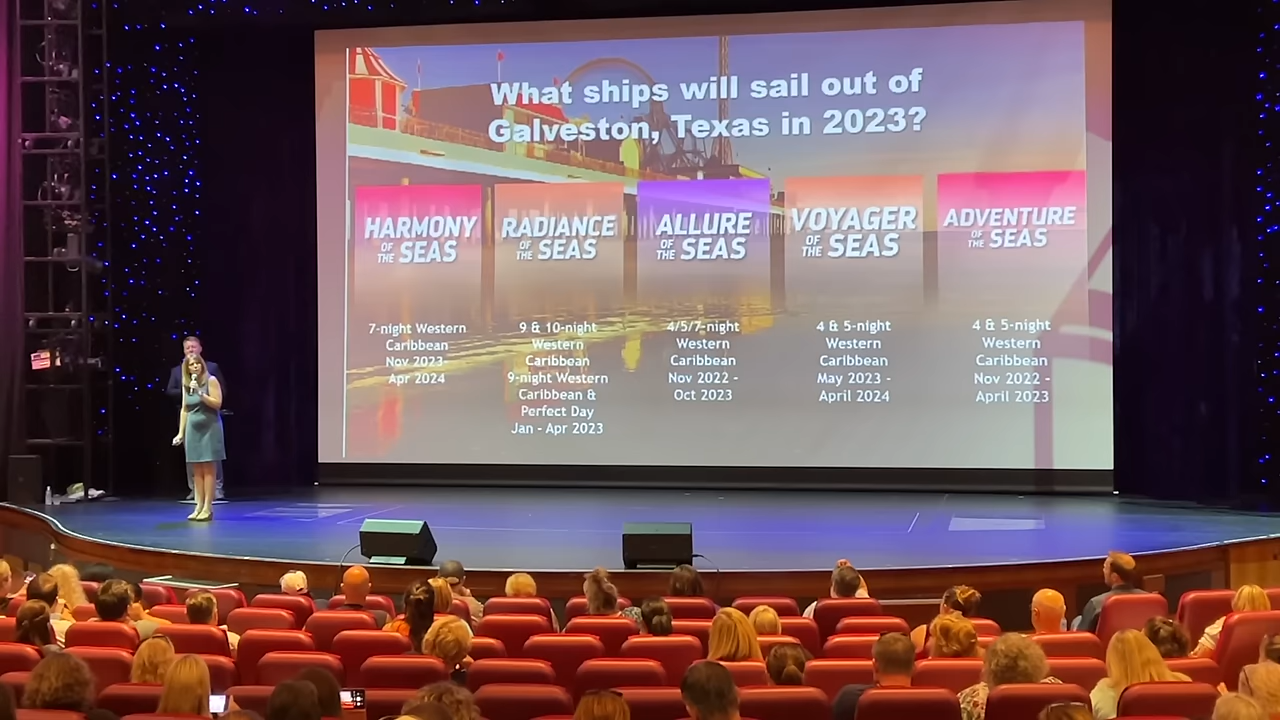 What ships will sail out of
Galveston, Texas in 2023?
HARMONY
OF THE SEAS
7-night Western
Caribbean
Nov 2023-
Apr 2024
RADIANCE
OF THE SEAS
9 & 10-night
Western
Caribbean
9-night Western
Caribbean &
Perfect Day
Jan - Apr 2023
ALLURE
OF THE SEAS
4/5/7-night
Western
Caribbean
Nov 2022 -
Oct 2023
VOYAGER
OF THE SEAS
4 & 5-night
Western
Caribbean
May 2023 -
April 2024
ADVENTURE
OF THE SEAS
4 & 5-night
Western
Caribbean
Nov 2022 -
April 2023